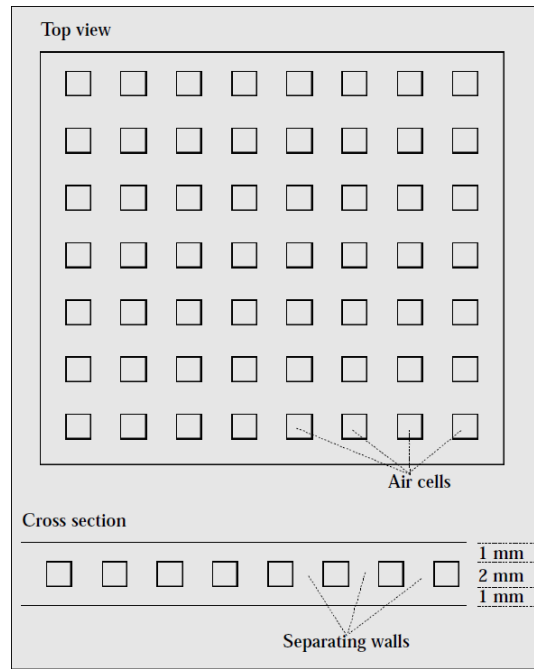 Top view
Air cells
Cross section
1 mm
2 mm
1 mm
Separating walls